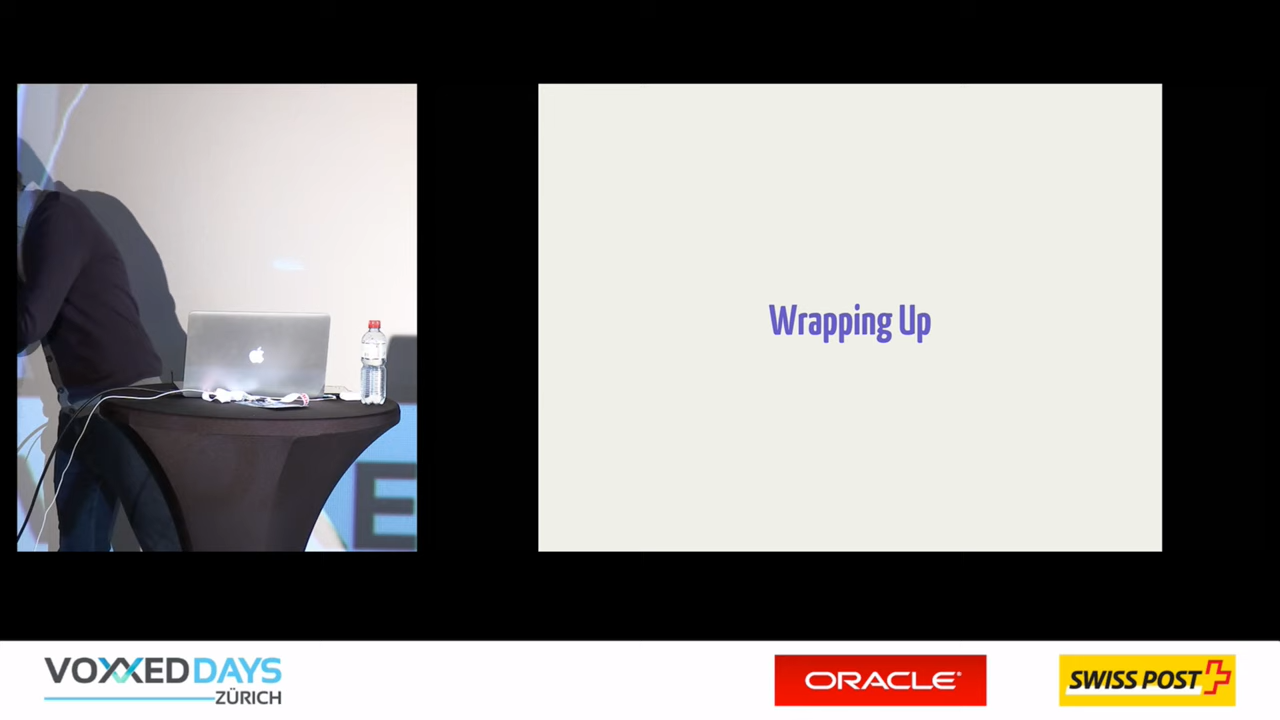 Wrapping Up
E
VOXXED DAYS
ZÜRICH
ORACLE®
SWISS POST